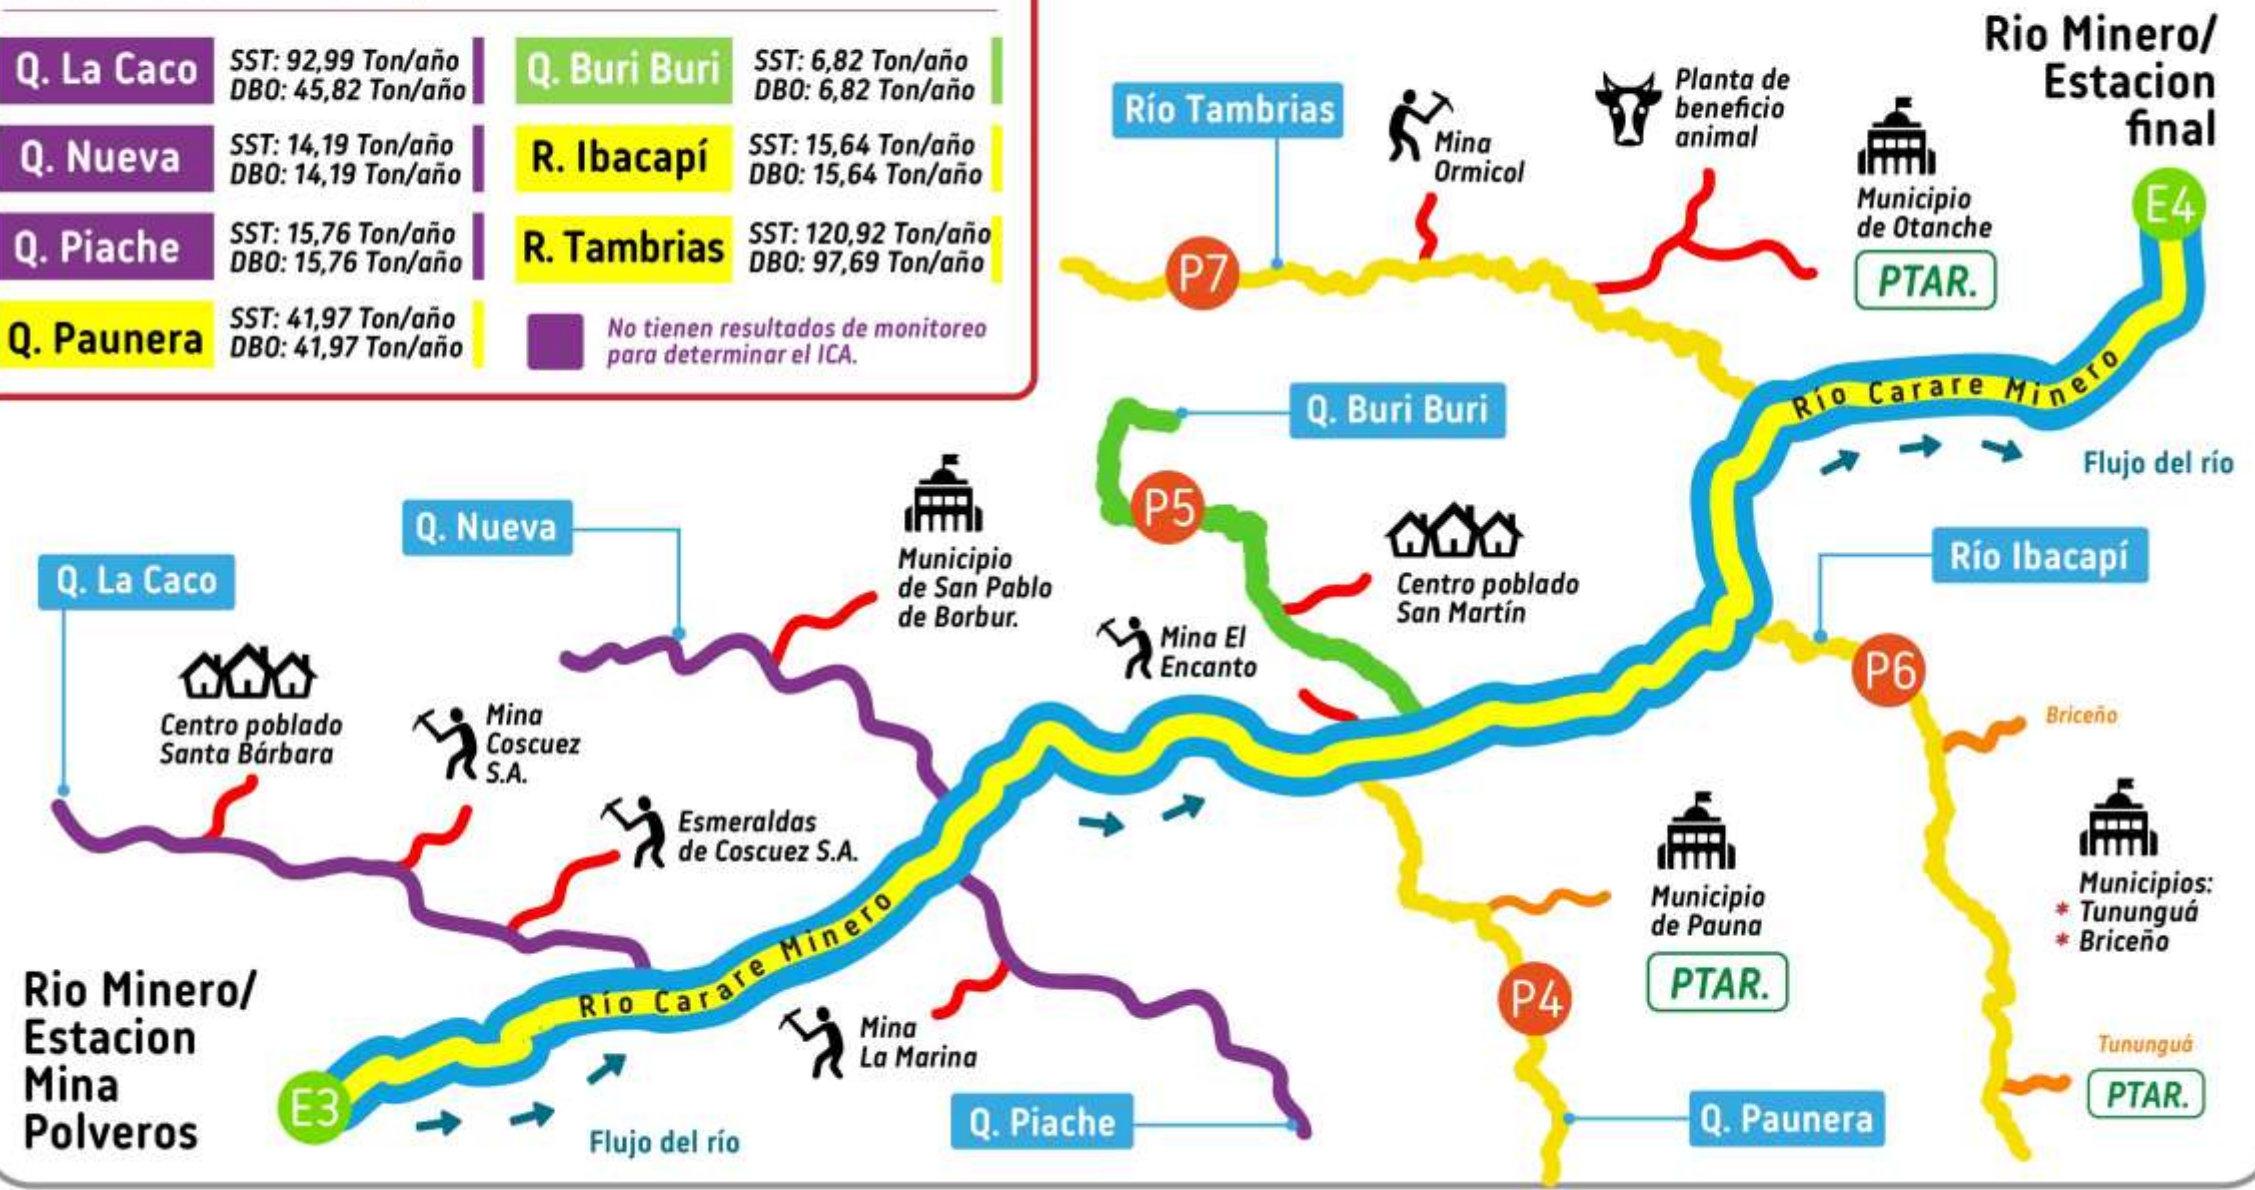 Q. La Caco
SST: 92,99 Ton/año
DBO: 45,82 Ton/año
Q. Buri Buri
SST: 6,82 Ton/año
DBO: 6,82 Ton/año
Q. Nueva
SST: 14,19 Ton/año
DBO: 14,19 Ton/año
R. Ibacapí
SST: 15,64 Ton/año
DBO: 15,64 Ton/año
Q. Piache
SST: 15,76 Ton/año
DBO: 15,76 Ton/año
R. Tambrias
SST: 120,92 Ton/año
DBO: 97,69 Ton/año
Q. Paunera
SST: 41,97 Ton/año
DBO: 41,97 Ton/año
No tienen resultados de monitoreo
para determinar el ICA.
Río Tambrias
Mina
Ormicol
Planta de
beneficio
animal
Municipio
de Otanche
PTAR.
Rio Minero/
Estacion
final
E4
P7
Río Carare Minero
Flujo del río
Q. Buri Buri
P5
Centro poblado
San Martín
Mina El
Encanto
Río Ibacapí
P6
Briceño
Municipios:
* Tununguá
* Briceño
Tununguá
PTAR.
Q. Nueva
Municipio
de San Pablo
de Borbur.
Q. La Caco
Centro poblado
Santa Bárbara
Mina
Coscuez
S.A.
Esmeraldas
de Coscuez S.A.
Río Carare Minero
Municipio
de Pauna
PTAR.
P4
Q. Paunera
Mina
La Marina
Q. Piache
Rio Minero/
Estacion
Mina
Polveros
E3
Flujo del río